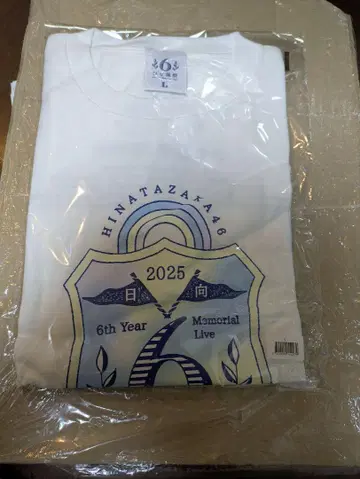 6
L
HINATAZAKA46
2025
日 向
6th Year Memorial
Live
6